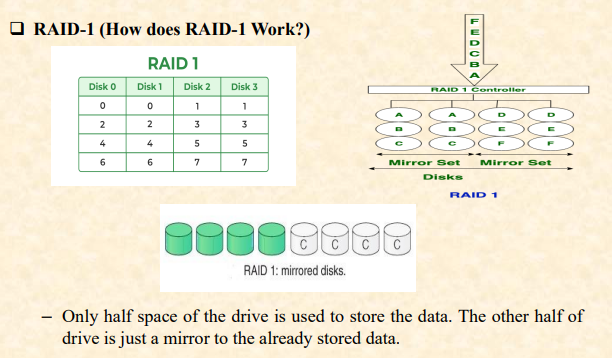 ❑ RAID-1 (How does RAID-1 Work?)
RAID 1
Disk 0 Disk 1 Disk 2 Disk 3
0 0 1 1
2 2 3 3
4 4 5 5
6 6 7 7
F
E
D
C
B
A
RAID 1 Controller
A A D D
B B E E
C C F F
Mirror Set Mirror Set
Disks
RAID 1
C C C C
RAID 1: mirrored disks.
– Only half space of the drive is used to store the data. The other half of
drive is just a mirror to the already stored data.